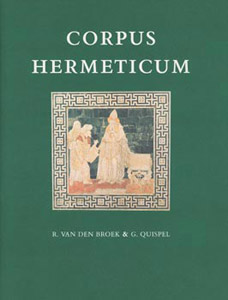 CORPUS
HERMETICUM
R. VAN DEN BROEK & G. QUISPEL